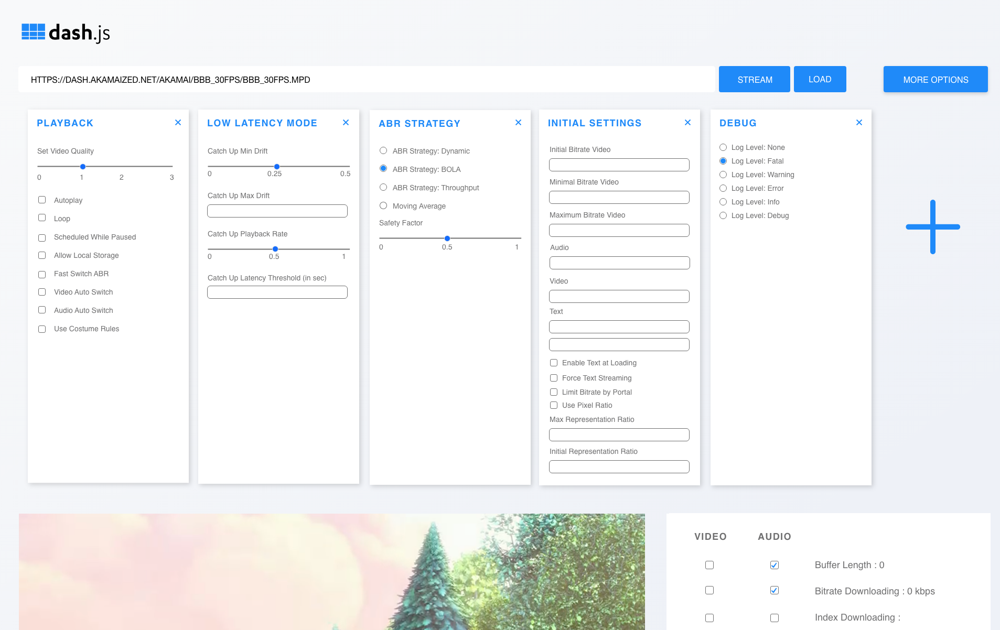 dash.js
HTTPS://DASH.AKAMAIZED.NET/AKAMAI/BBB_30FPS/BBB_30FPS.MPD
STREAM
LOAD
MORE OPTIONS
PLAYBACK
Set Video Quality
0 1 2 3
Autoplay
Loop
Scheduled While Paused
Allow Local Storage
Fast Switch ABR
Video Auto Switch
Audio Auto Switch
Use Costume Rules
LOW LATENCY MODE
Catch Up Min Drift
0 0.25 0.5
Catch Up Max Drift
Catch Up Playback Rate
0 0.5 1
Catch Up Latency Threshold (in sec)
ABR STRATEGY
ABR Strategy: Dynamic
ABR Strategy: BOLA
ABR Strategy: Throughput
Moving Average
Safety Factor
0 0.5 1
INITIAL SETTINGS
Initial Bitrate Video
Minimal Bitrate Video
Maximum Bitrate Video
Audio
Video
Text
Enable Text at Loading
Force Text Streaming
Limit Bitrate by Portal
Use Pixel Ratio
Max Representation Ratio
Initial Representation Ratio
DEBUG
Log Level: None
Log Level: Fatal
Log Level: Warning
Log Level: Error
Log Level: Info
Log Level: Debug
VIDEO AUDIO
Buffer Length : 0
Bitrate Downloading : 0 kbps
Index Downloading :